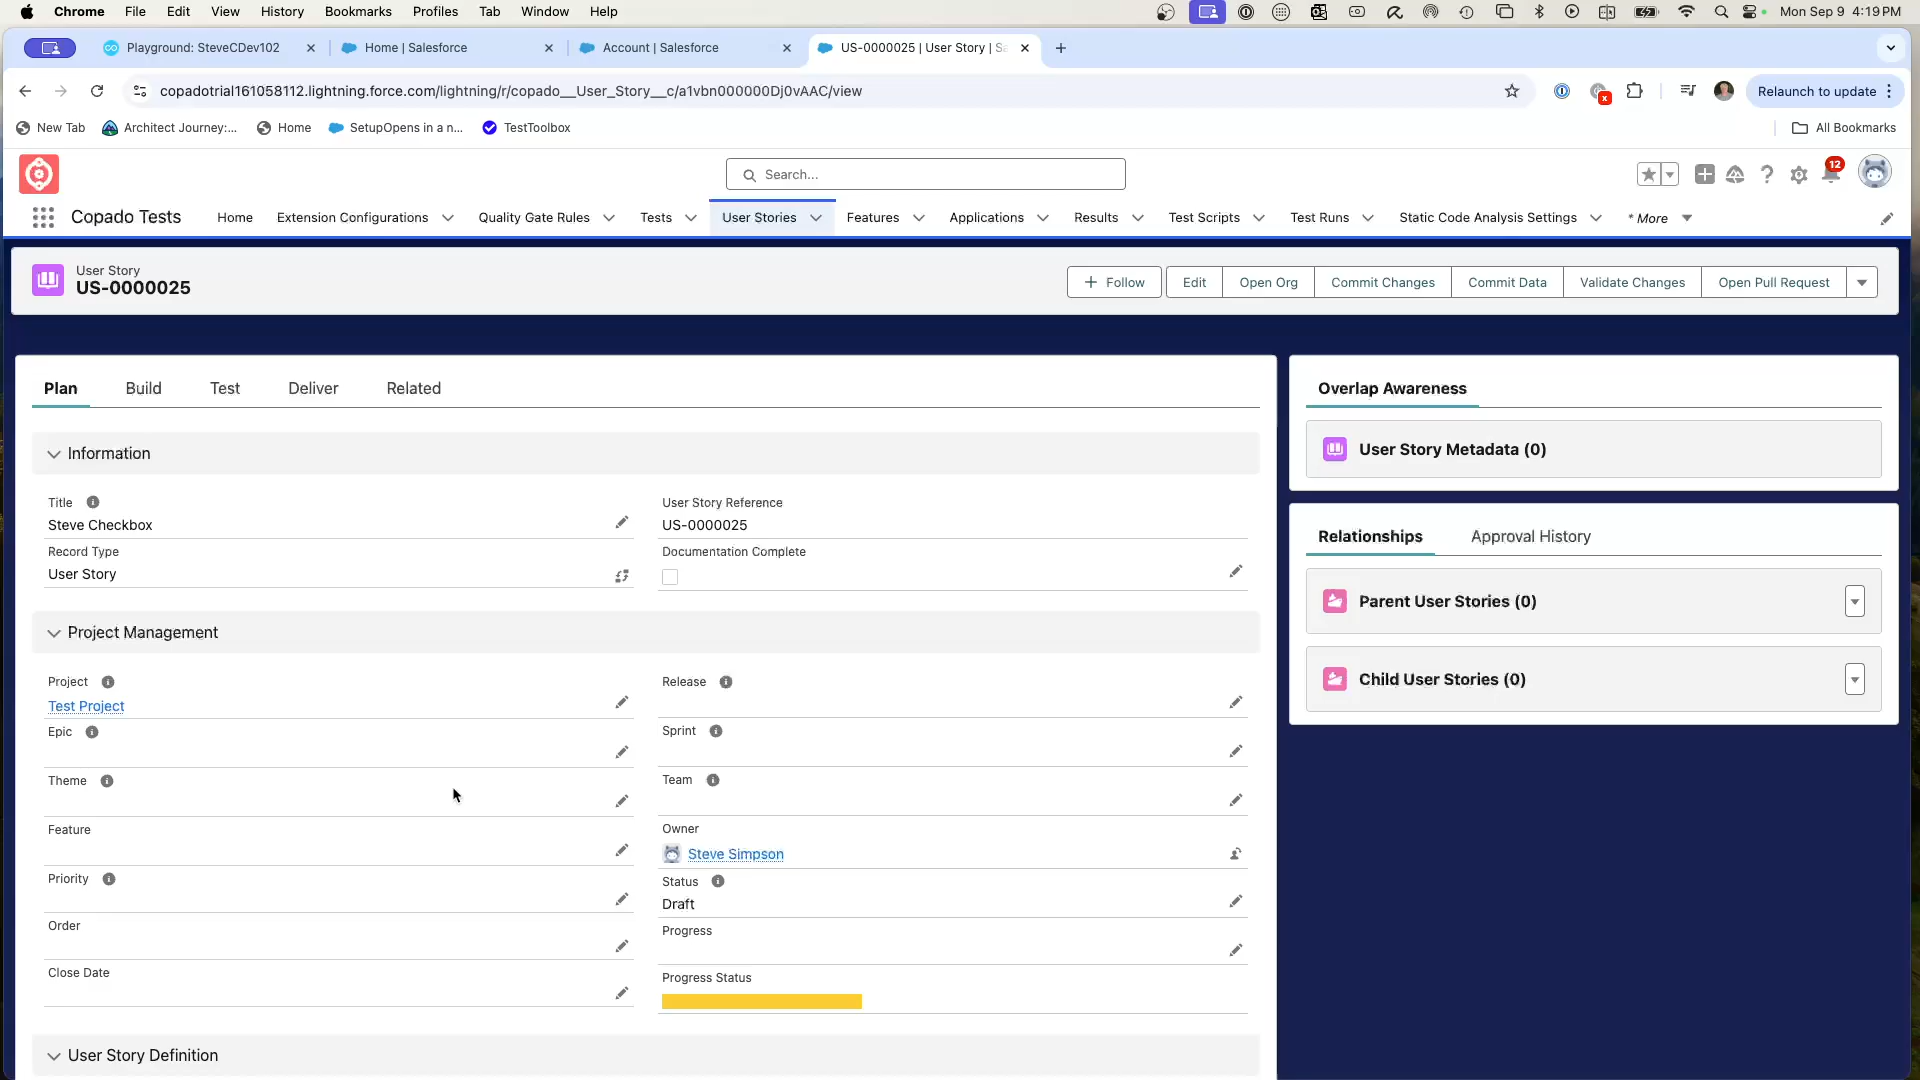 Chrome File Edit View History Bookmarks Profiles Tab Window Help Mon Sep 9 4:19 PM
Playground: SteveCDev102 Home | Salesforce Account | Salesforce US-0000025 | User Story | Sa
copadotrial161058112.lightning.force.com/lightning/r/copado__User_Story__c/a1vbn000000Dj0vAAC/view Relaunch to update
New Tab Architect Journey:... Home SetupOpens in a n... TestToolbox All Bookmarks
Search... 12
Copado Tests Home Extension Configurations Quality Gate Rules Tests User Stories Features Applications Results Test Scripts Test Runs Static Code Analysis Settings * More
User Story
US-0000025
Follow Edit Open Org Commit Changes Commit Data Validate Changes Open Pull Request
Plan Build Test Deliver Related
Information
Title
Steve Checkbox
User Story Reference
US-0000025
Record Type
User Story
Documentation Complete
Project Management
Project
Test Project
Release
Epic
Sprint
Theme
Team
Feature
Owner
Steve Simpson
Priority
Status
Draft
Order
Progress
Close Date
Progress Status
User Story Definition
Overlap Awareness
User Story Metadata (0)
Relationships Approval History
Parent User Stories (0)
Child User Stories (0)